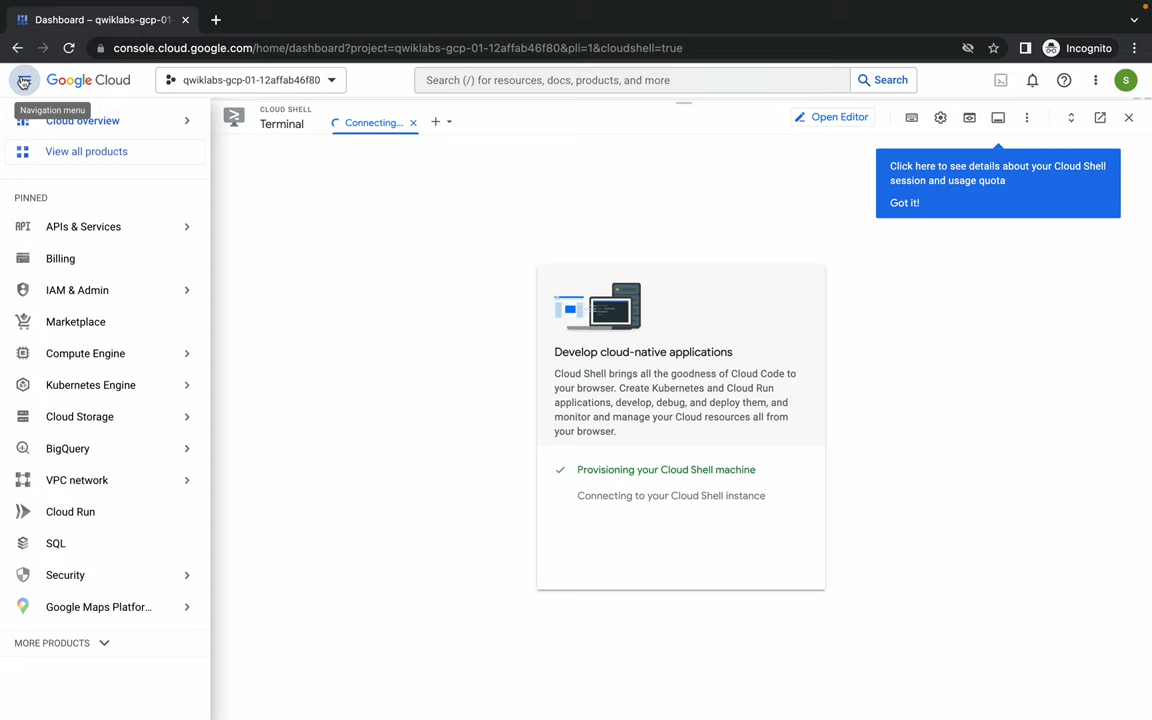 Dashboard – qwiklabs-gcp-01-
console.cloud.google.com/home/dashboard?project=qwiklabs-gcp-01-12affab46f80&pli=1&cloudshell=true
Incognito
Google Cloud
qwiklabs-gcp-01-12affab46f80
Search (/) for resources, docs, products, and more
Search
S
Navigation menu
Cloud overview
View all products
PINNED
API APIs & Services
Billing
IAM & Admin
Marketplace
Compute Engine
Kubernetes Engine
Cloud Storage
BigQuery
VPC network
Cloud Run
SQL
Security
Google Maps Platfor...
MORE PRODUCTS
CLOUD SHELL
Terminal
Connecting...
Open Editor
Click here to see details about your Cloud Shell
session and usage quota
Got it!
Develop cloud-native applications
Cloud Shell brings all the goodness of Cloud Code to
your browser. Create Kubernetes and Cloud Run
applications, develop, debug, and deploy them, and
monitor and manage your Cloud resources all from
your browser.
Provisioning your Cloud Shell machine
Connecting to your Cloud Shell instance